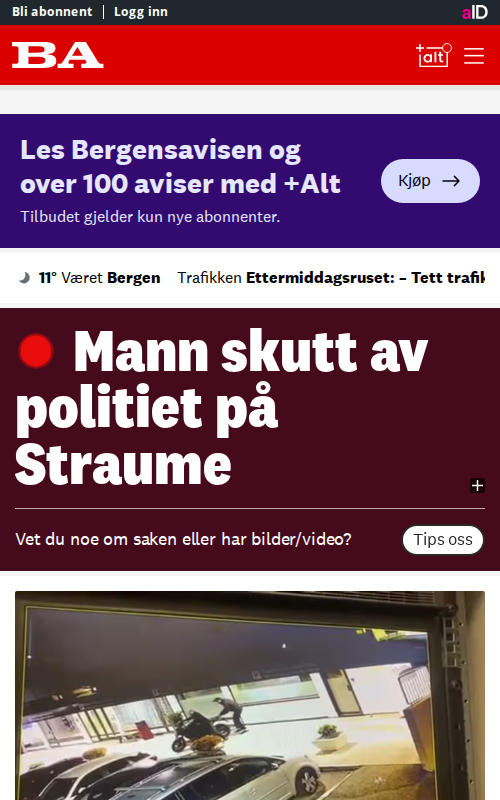 Bli abonnent | Logg inn
aID
BA
+alt
Les Bergensavisen og
over 100 aviser med +Alt
Tilbudet gjelder kun nye abonnenter.
Kjøp →
11° Været Bergen Trafikken Ettermiddagsruset: – Tett trafik
Mann skutt av
politiet på
Straume
Vet du noe om saken eller har bilder/video?
Tips oss